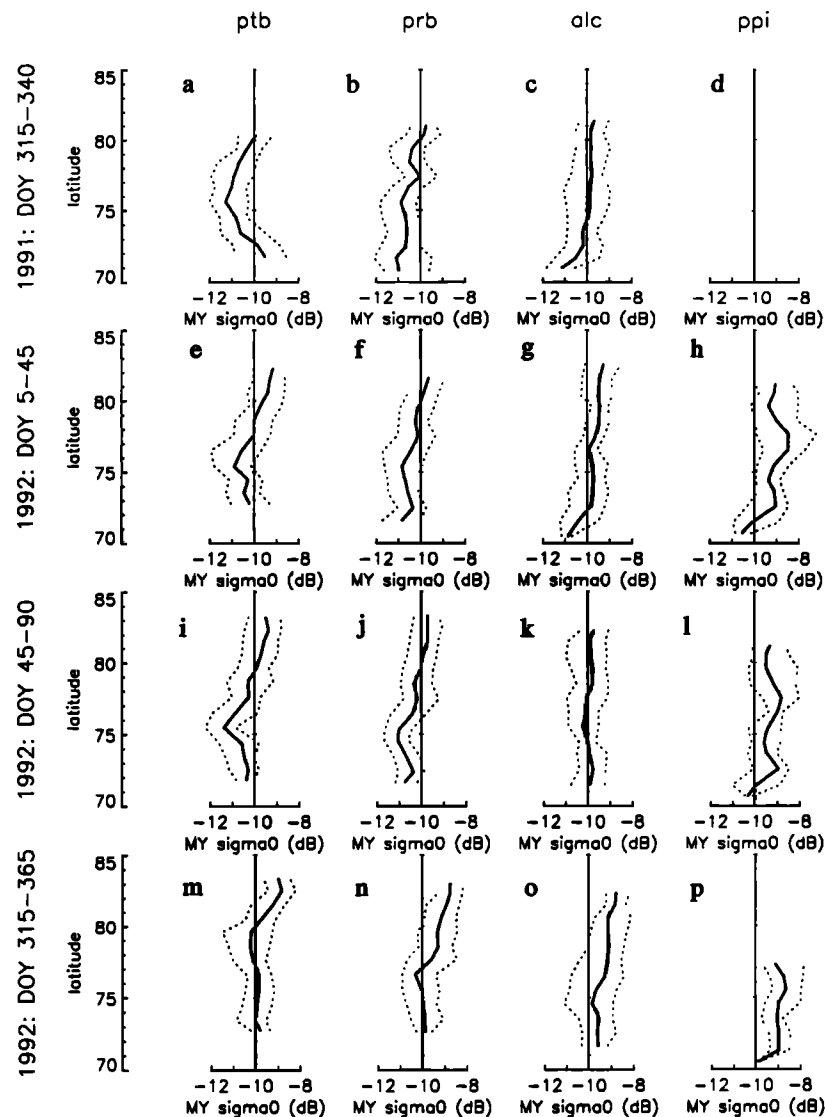 ptb prb alc ppi
1991: DOY 315-340
latitude
85
80
75
70
a b c d
-12 -10 -8 -12 -10 -8 -12 -10 -8 -12 -10 -8
MY sigma0 (dB) MY sigma0 (dB) MY sigma0 (dB) MY sigma0 (dB)
1992: DOY 5-45
latitude
85
80
75
70
e f g h
-12 -10 -8 -12 -10 -8 -12 -10 -8 -12 -10 -8
MY sigma0 (dB) MY sigma0 (dB) MY sigma0 (dB) MY sigma0 (dB)
1992: DOY 45-90
latitude
85
80
75
70
i j k l
-12 -10 -8 -12 -10 -8 -12 -10 -8 -12 -10 -8
MY sigma0 (dB) MY sigma0 (dB) MY sigma0 (dB) MY sigma0 (dB)
1992: DOY 315-365
latitude
85
80
75
70
m n o p
-12 -10 -8 -12 -10 -8 -12 -10 -8 -12 -10 -8
MY sigma0 (dB) MY sigma0 (dB) MY sigma0 (dB) MY sigma0 (dB)